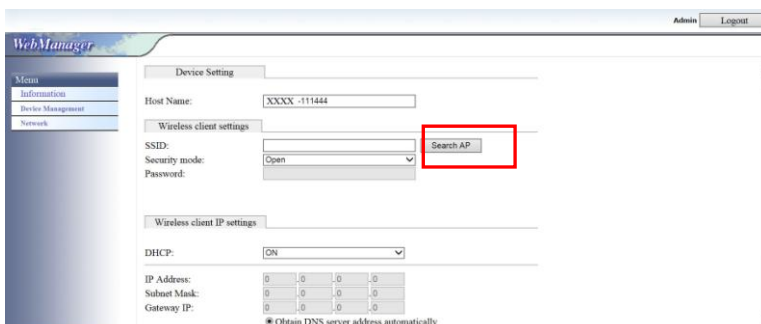 Admin Logout
WebManager
Menu
Information
Device Management
Network
Device Setting
Host Name: XXXX -111444
Wireless client settings
SSID: Search AP
Security mode: Open
Password:
Wireless client IP settings
DHCP: ON
IP Address: 0 .0 .0 .0
Subnet Mask: 0 .0 .0 .0
Gateway IP: 0 .0 .0 .0
Obtain DNS server address automatically